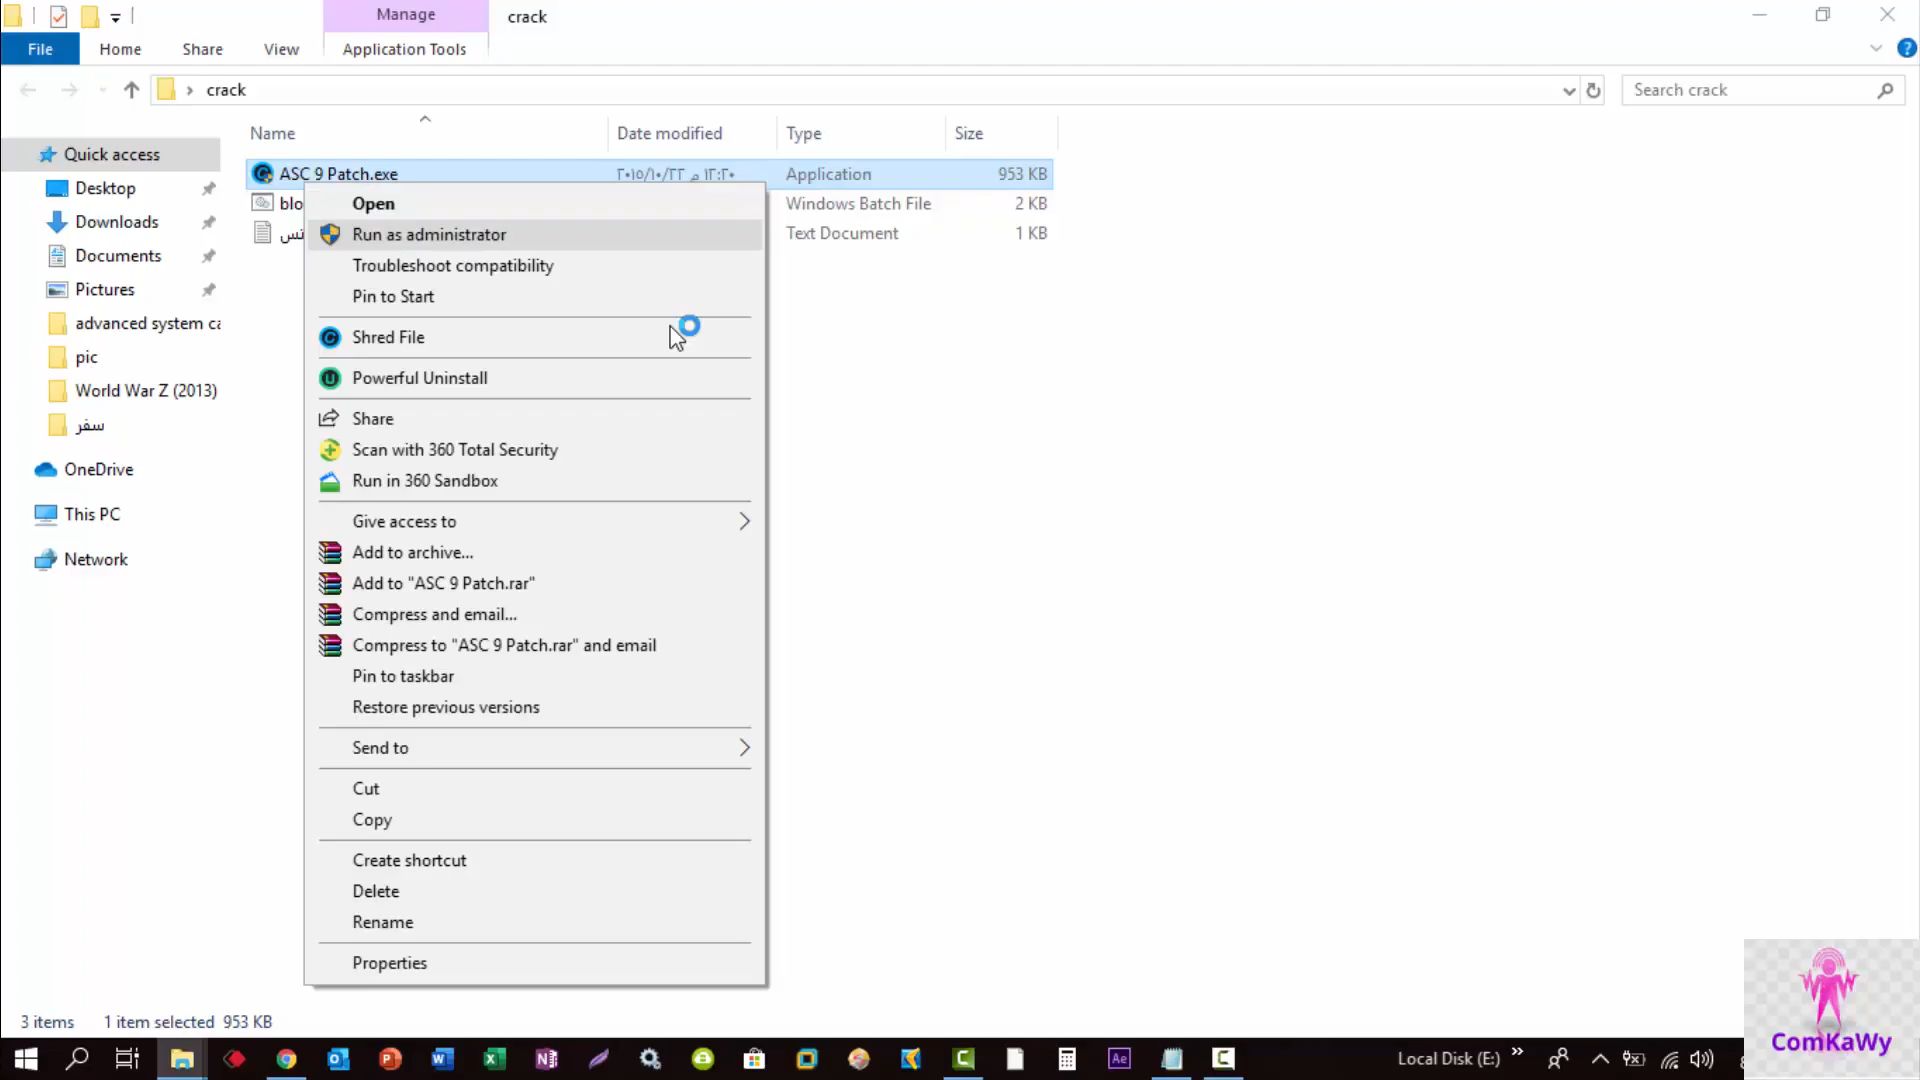 Manage
crack
File
Home
Share
View
Application Tools
crack
Search crack
Name
Date modified
Type
Size
Quick access
Desktop
Downloads
Documents
Pictures
advanced system ca
pic
World War Z (2013)
سفر
OneDrive
This PC
Network
ASC 9 Patch.exe
٢٠١٥/١٠/٢٢ م ١٢:٢٠
Application
953 KB
blo
Windows Batch File
2 KB
Text Document
1 KB
Open
Run as administrator
Troubleshoot compatibility
Pin to Start
Shred File
Powerful Uninstall
Share
Scan with 360 Total Security
Run in 360 Sandbox
Give access to
Add to archive...
Add to "ASC 9 Patch.rar"
Compress and email...
Compress to "ASC 9 Patch.rar" and email
Pin to taskbar
Restore previous versions
Send to
Cut
Copy
Create shortcut
Delete
Rename
Properties
3 items
1 item selected 953 KB
Local Disk (E:)
ComKaWy